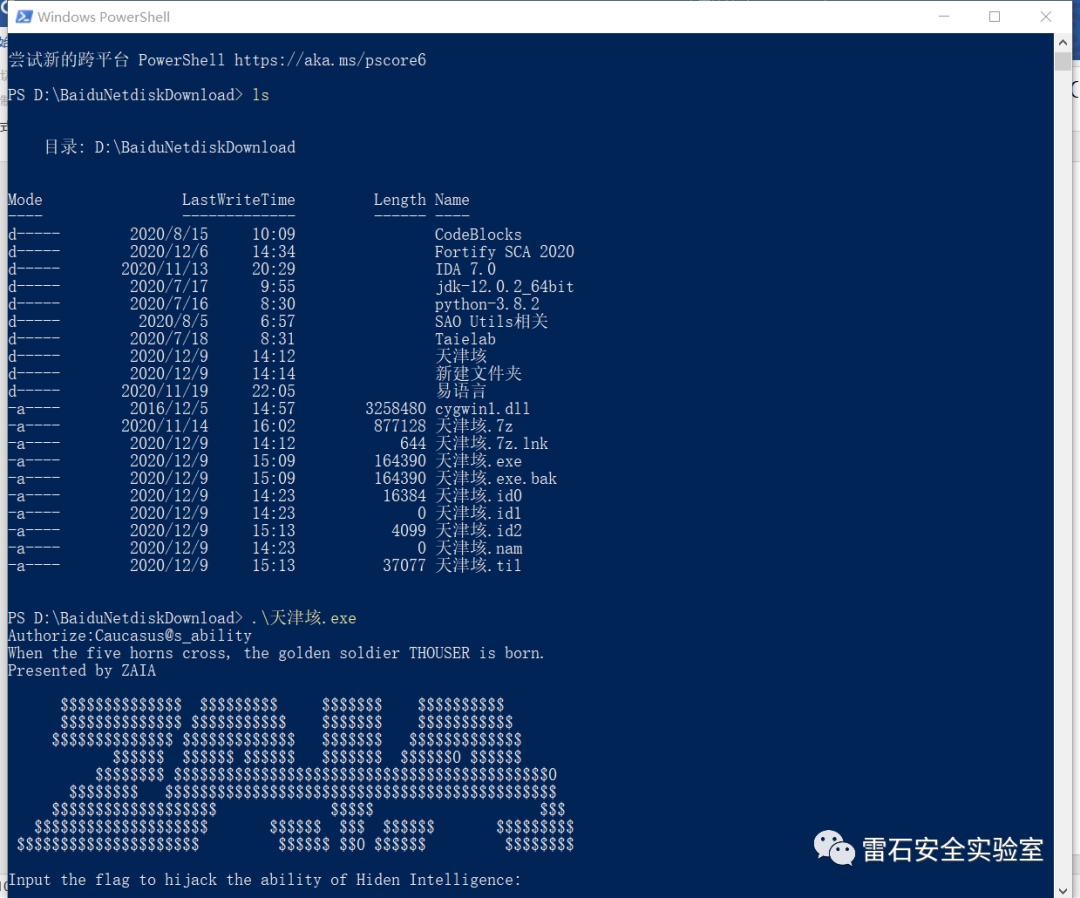 Windows PowerShell
尝试新的跨平台 PowerShell https://aka.ms/pscore6
PS D:\BaiduNetdiskDownload> ls
目录: D:\BaiduNetdiskDownload
Mode                LastWriteTime         Length Name
----                -------------         ------ ----
d-----        2020/8/15     10:09                CodeBlocks
d-----        2020/12/6     14:34                Fortify SCA 2020
d-----       2020/11/13     20:29                IDA 7.0
d-----        2020/7/17      9:55                jdk-12.0.2_64bit
d-----        2020/7/16      8:30                python-3.8.2
d-----         2020/8/5      6:57                SAO Utils相关
d-----        2020/7/18      8:31                Taielab
d-----        2020/12/9     14:12                天津垓
d-----        2020/12/9     14:14                新建文件夹
d-----       2020/11/19     22:05                易语言
-a----        2016/12/5     14:57        3258480 cygwin1.dll
-a----       2020/11/14     16:02         877128 天津垓.7z
-a----        2020/12/9     14:12            644 天津垓.7z.lnk
-a----        2020/12/9     15:09         164390 天津垓.exe
-a----        2020/12/9     15:09         164390 天津垓.exe.bak
-a----        2020/12/9     14:23          16384 天津垓.id0
-a----        2020/12/9     14:23              0 天津垓.id1
-a----        2020/12/9     15:13           4099 天津垓.id2
-a----        2020/12/9     14:23              0 天津垓.nam
-a----        2020/12/9     15:13          37077 天津垓.til
PS D:\BaiduNetdiskDownload> .\天津垓.exe
Authorize:Caucasus@s_ability
When the five horns cross, the golden soldier THOUSER is born.
Presented by ZAIA
Input the flag to hijack the ability of Hiden Intelligence:
雷石安全实验室